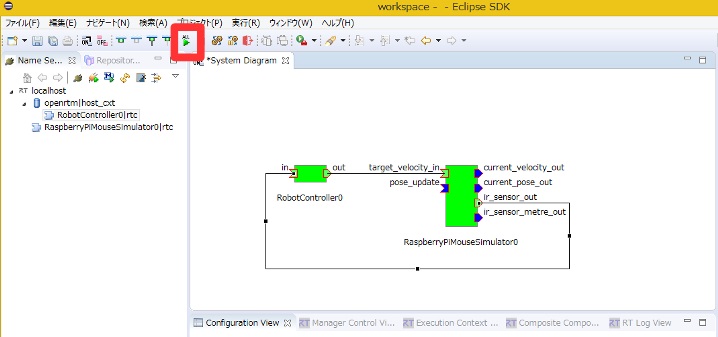 workspace - - Eclipse SDK
ファイル(F) 編集(E) ナビゲート(N) 検索(A) プロジェクト(P) 実行(R) ウィンドウ(W) ヘルプ(H)
ON OFF ALL
Name Se... Repositor...
*System Diagram
RT localhost
openrtm|host_cxt
RobotController0|rtc
RaspberryPiMouseSimulator0|rtc
in out target_velocity_in current_velocity_out
pose_update current_pose_out
RobotController0 ir_sensor_out
ir_sensor_metre_out
RaspberryPiMouseSimulator0
Configuration View RT Manager Control Vi... RT Execution Context ... RT Composite Compo... RT RT Log View